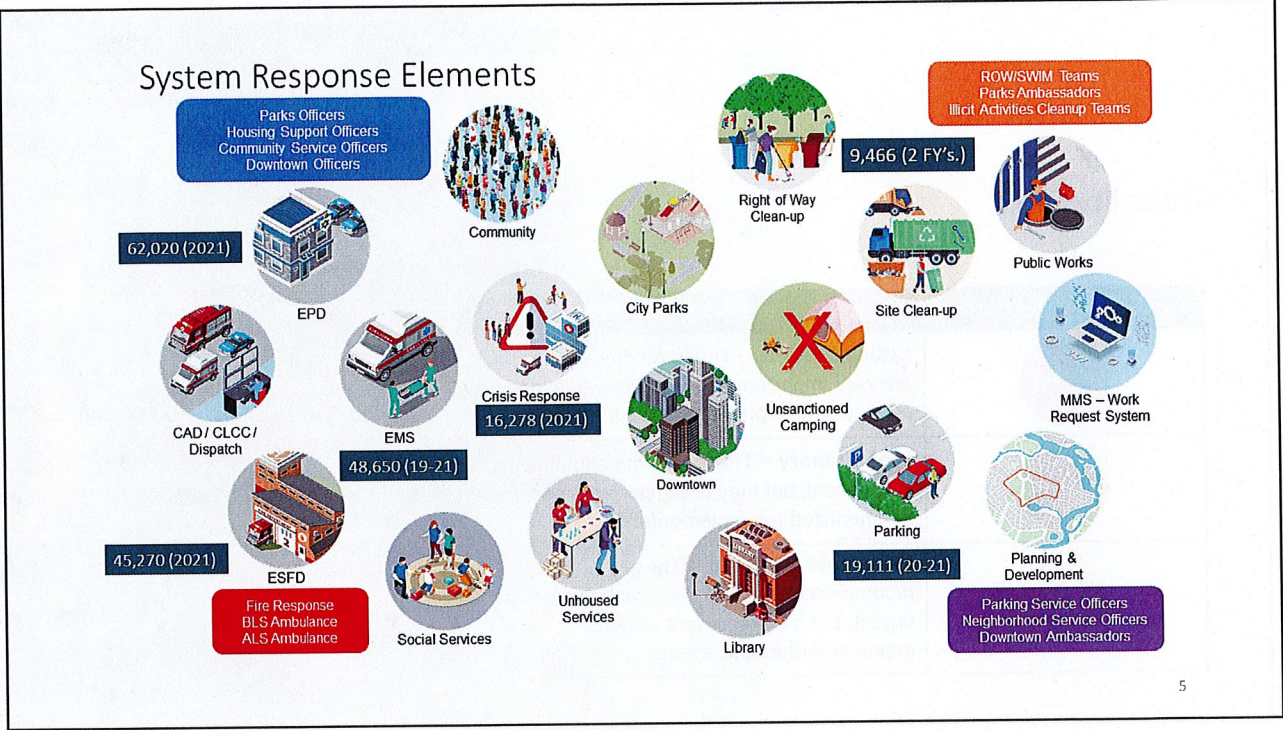 System Response Elements
Parks Officers
Housing Support Officers
Community Service Officers
Downtown Officers
ROW/SWIM Teams
Parks Ambassadors
Illicit Activities Cleanup Teams
Community
Right of Way
Clean-up
9,466 (2 FY's.)
Public Works
62,020 (2021)
EPD
City Parks
Site Clean-up
CAD / CLCC /
Dispatch
EMS
48,650 (19-21)
Crisis Response
16,278 (2021)
Downtown
Unsanctioned
Camping
MMS – Work
Request System
45,270 (2021)
ESFD
Fire Response
BLS Ambulance
ALS Ambulance
Social Services
Unhoused
Services
LIBRARY
Library
P
Parking
19,111 (20-21)
Planning &
Development
Parking Service Officers
Neighborhood Service Officers
Downtown Ambassadors
5